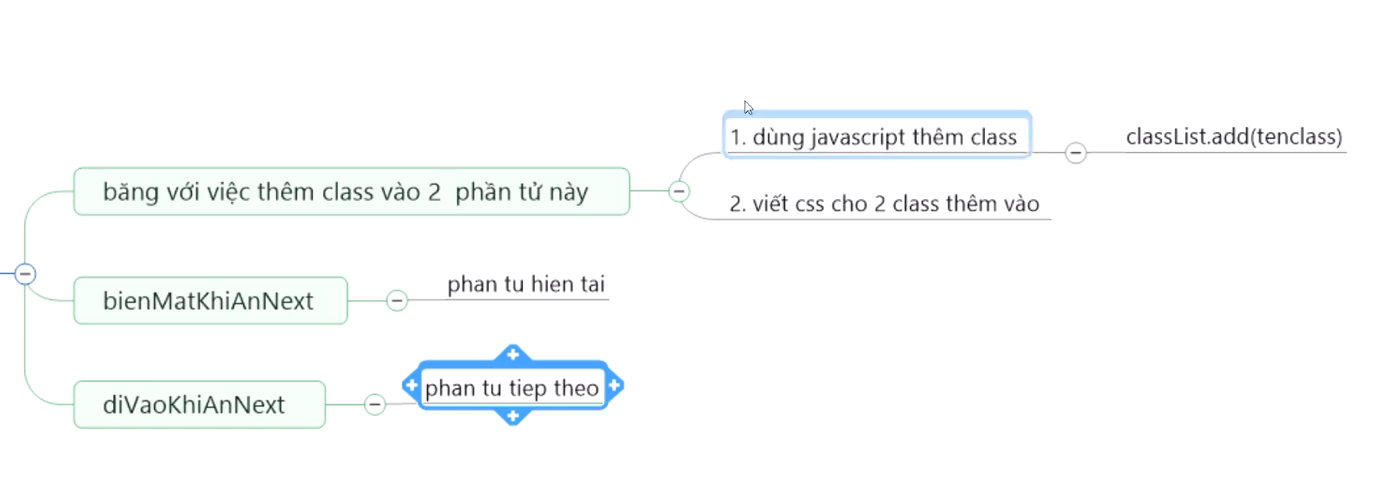 băng với việc thêm class vào 2 phần tử này
1. dùng javascript thêm class
classList.add(tenclass)
2. viết css cho 2 class thêm vào
bienMatKhiAnNext
phan tu hien tai
diVaoKhiAnNext
phan tu tiep theo